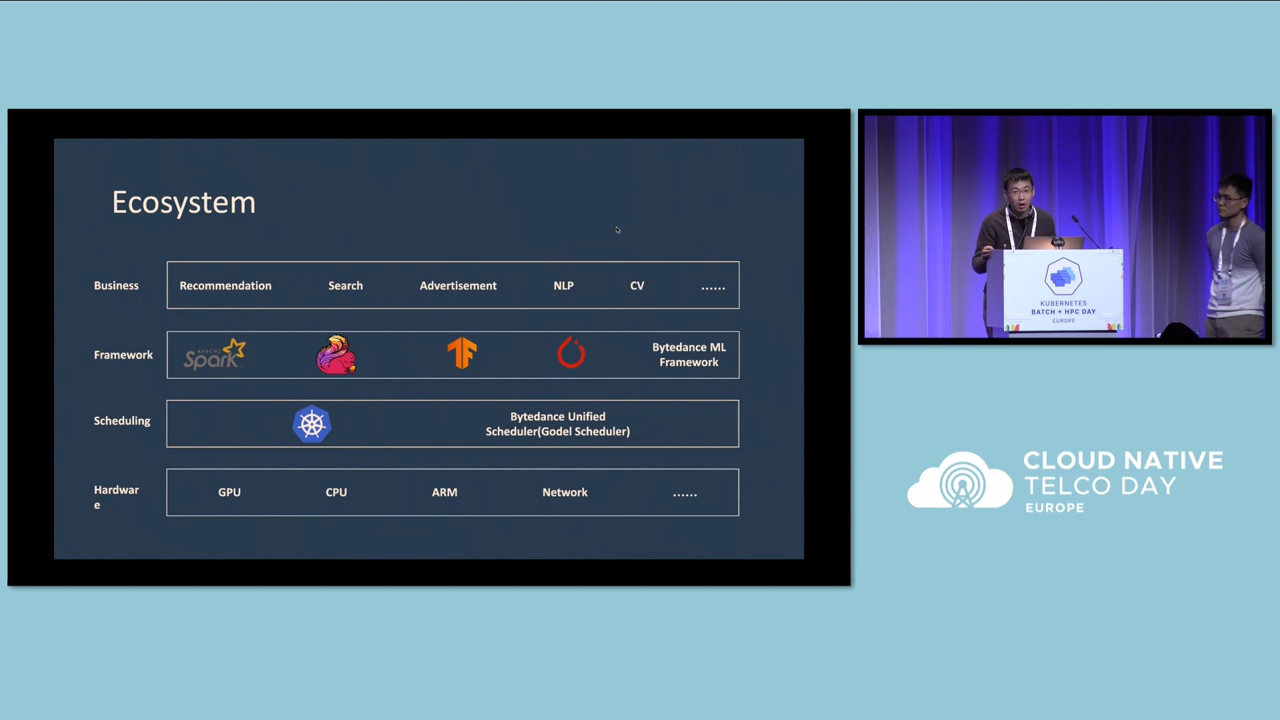 Ecosystem
Business
Recommendation
Search
Advertisement
NLP
CV
......
Framework
APACHE
Spark
Bytedance ML
Framework
Scheduling
Bytedance Unified
Scheduler(Godel Scheduler)
Hardwar
e
GPU
CPU
ARM
Network
......
KUBERNETES
BATCH + HPC DAY
EUROPE
CLOUD NATIVE
TELCO DAY
EUROPE